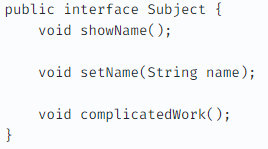 public interface Subject {
    void showName();
    void setName(String name);
    void complicatedWork();
}